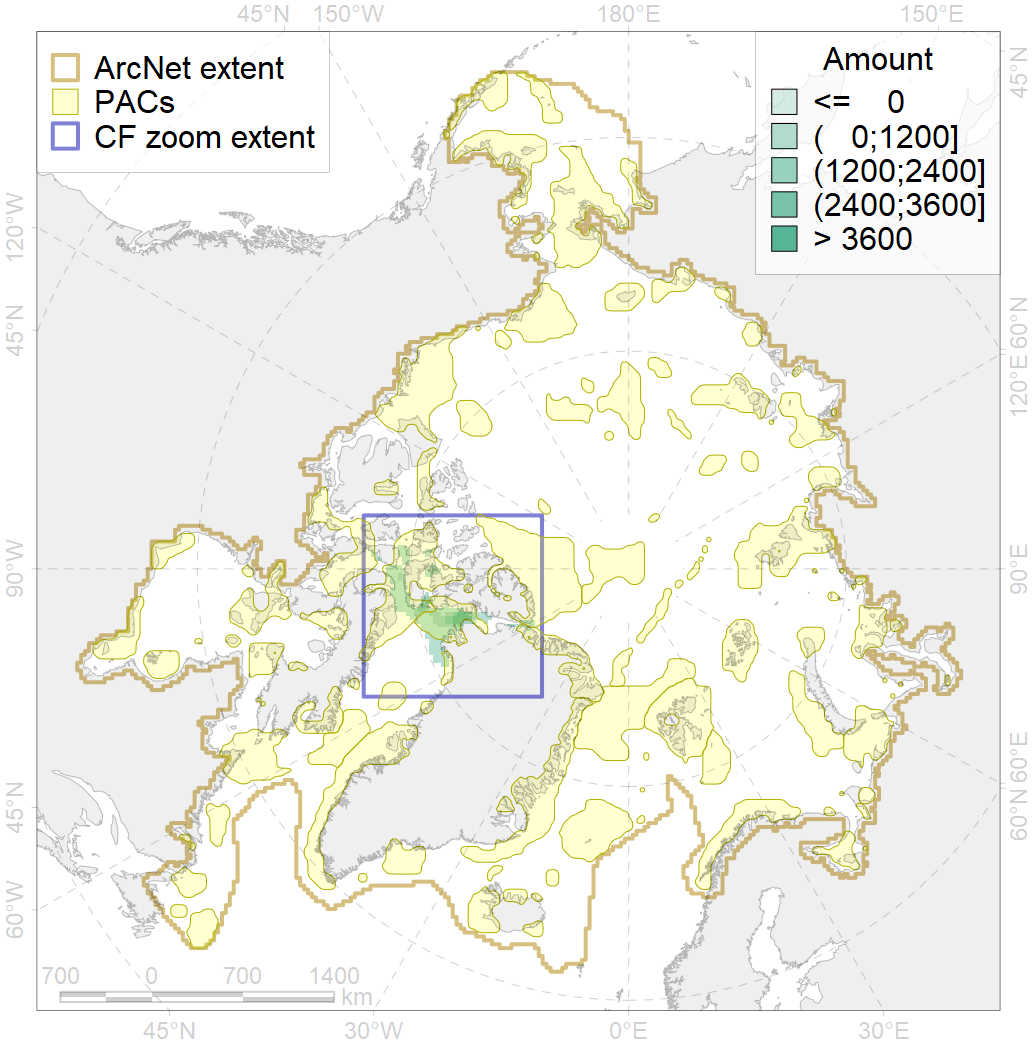 45°N 150°W 180°E 150°E
ArcNet extent
PACs
CF zoom extent
Amount
<= 0
( 0;1200]
(1200;2400]
(2400;3600]
> 3600
45°N
120°W
45°N
60°N
120°E
90°W
90°E
45°N
60°E
60°N
60°W
700 0 700 1400
km
45°N 30°W 0°E 30°E